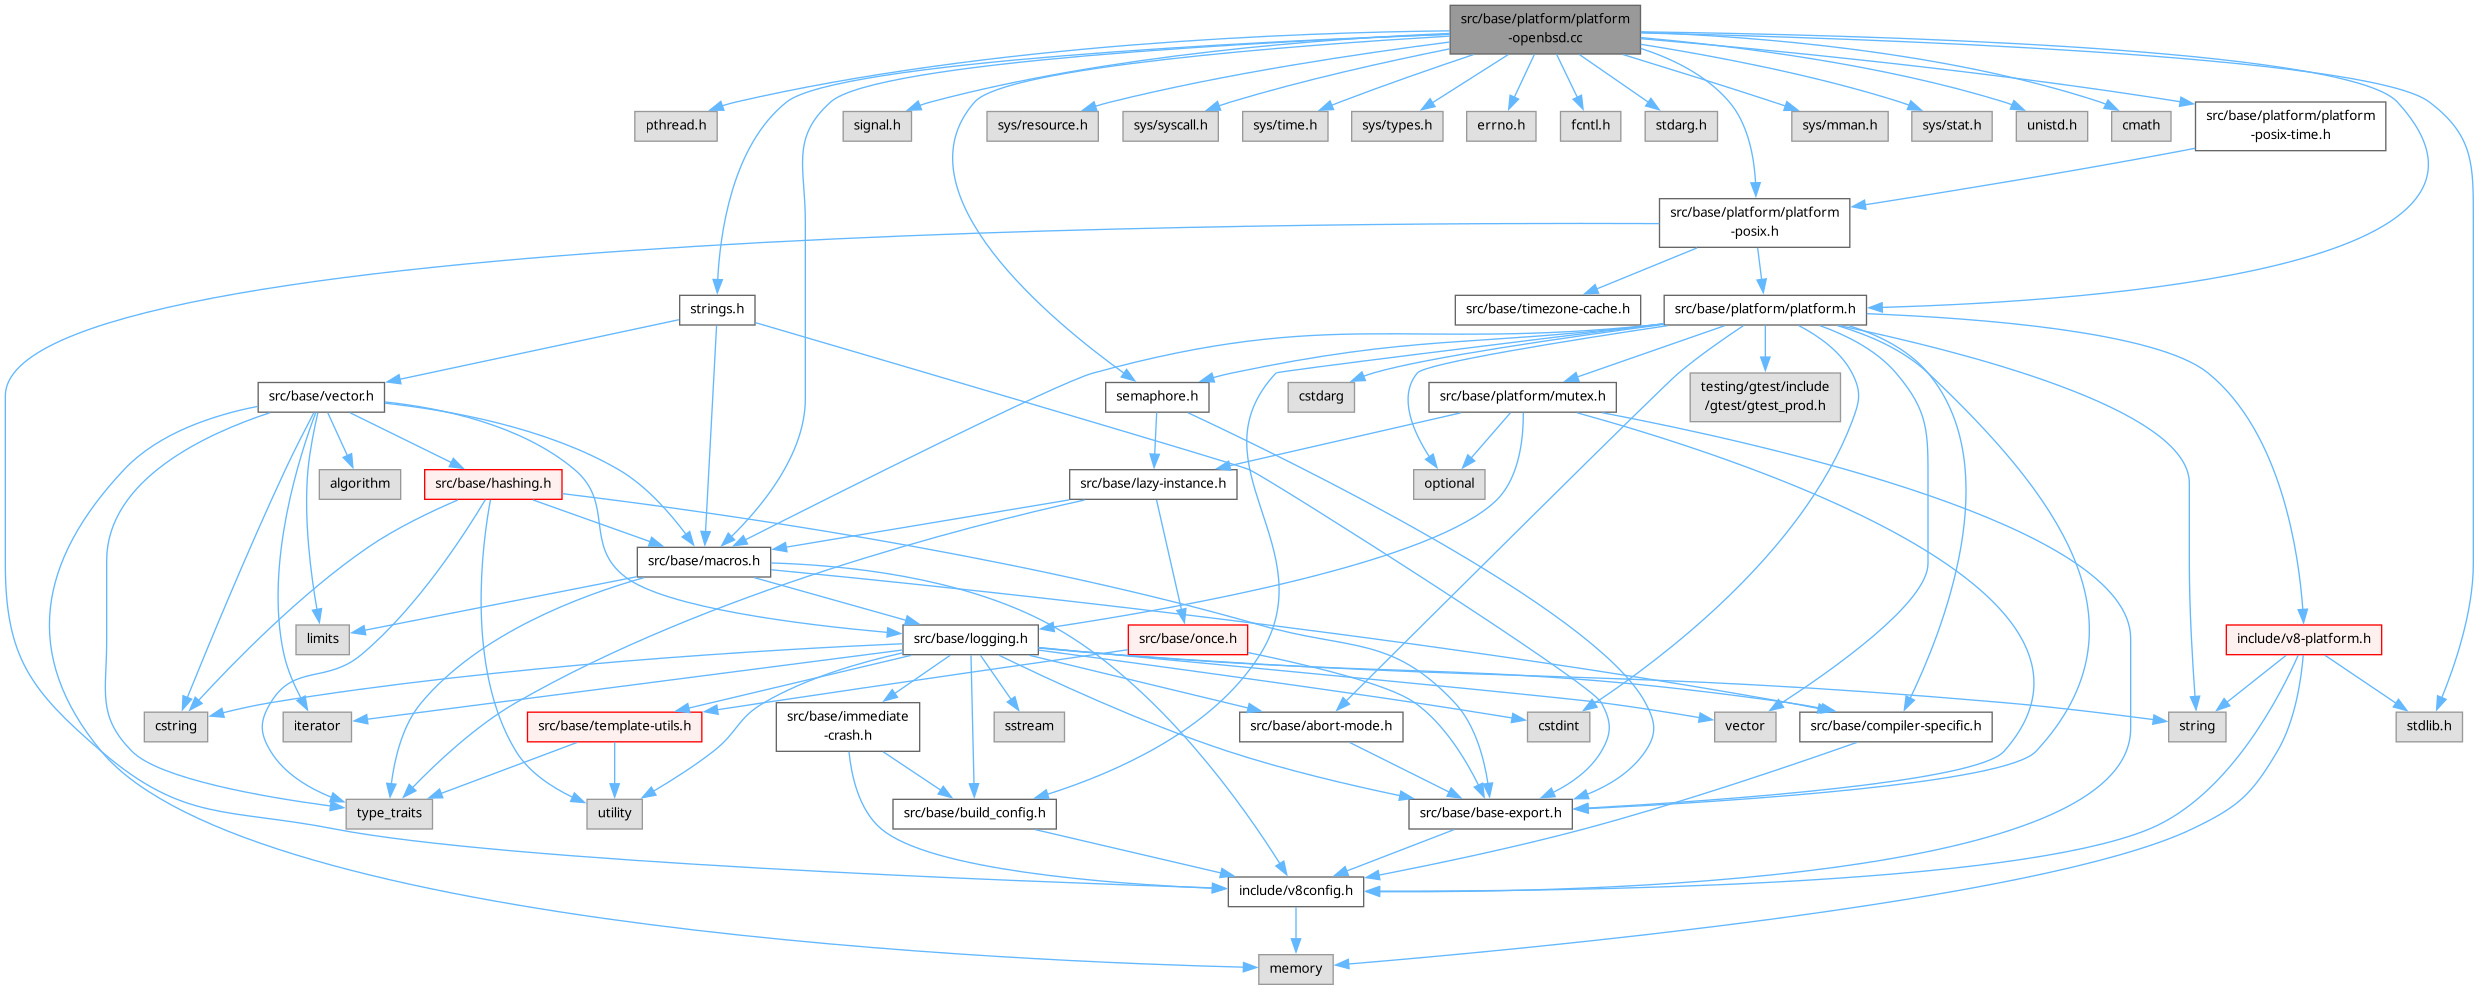 src/base/platform/platform
-openbsd.cc
pthread.h
signal.h
sys/resource.h
sys/syscall.h
sys/time.h
sys/types.h
errno.h
fcntl.h
stdarg.h
sys/mman.h
sys/stat.h
unistd.h
cmath
src/base/platform/platform
-posix-time.h
src/base/platform/platform
-posix.h
strings.h
src/base/timezone-cache.h
src/base/platform/platform.h
src/base/vector.h
semaphore.h
cstdarg
src/base/platform/mutex.h
testing/gtest/include
/gtest/gtest_prod.h
algorithm
src/base/hashing.h
src/base/lazy-instance.h
optional
src/base/macros.h
limits
src/base/logging.h
src/base/once.h
include/v8-platform.h
cstring
iterator
src/base/template-utils.h
src/base/immediate
-crash.h
sstream
src/base/abort-mode.h
cstdint
vector
src/base/compiler-specific.h
string
stdlib.h
type_traits
utility
src/base/build_config.h
src/base/base-export.h
include/v8config.h
memory